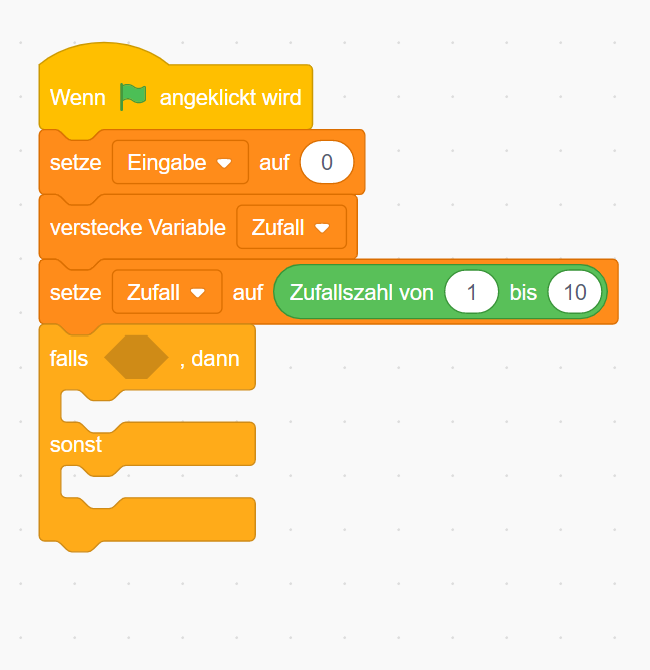 Wenn angeklickt wird
setze Eingabe auf 0
verstecke Variable Zufall
setze Zufall auf Zufallszahl von 1 bis 10
falls , dann
sonst